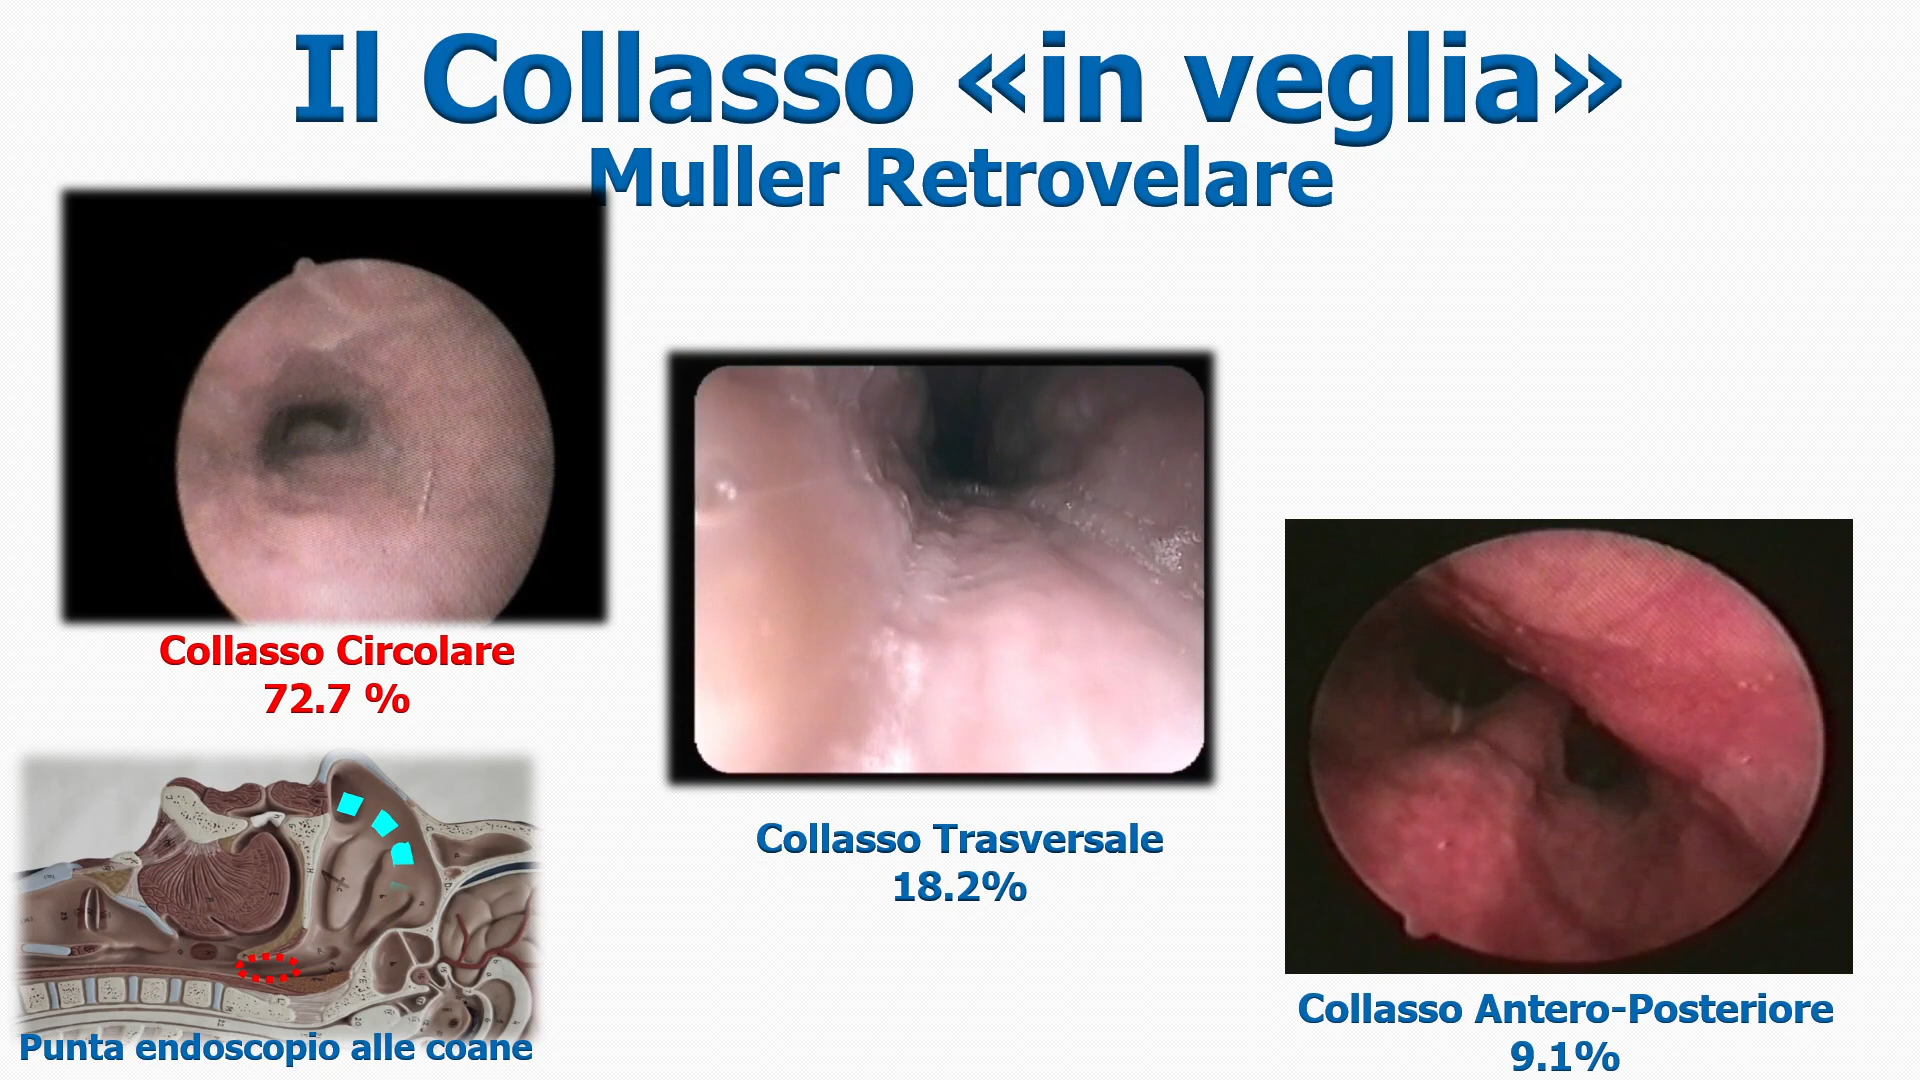 Il Collasso «in veglia»
Muller Retrovelare
Collasso Circolare
72.7 %
Collasso Trasversale
18.2%
Collasso Antero-Posteriore
9.1%
Punta endoscopio alle coane